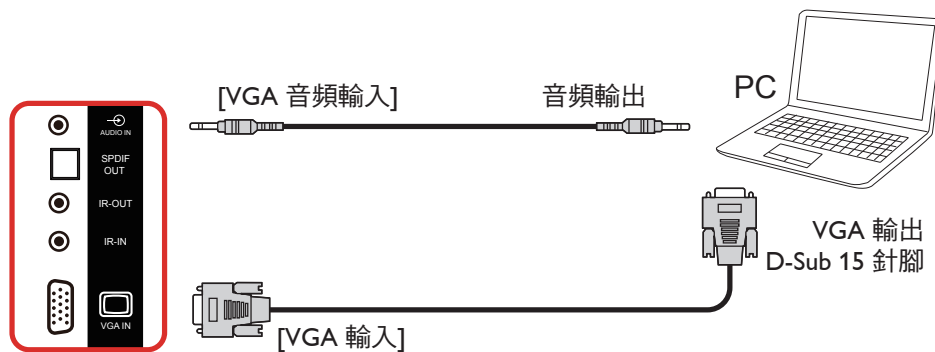 [VGA 音頻輸入]
音頻輸出
PC
AUDIO IN
SPDIF
OUT
IR-OUT
IR-IN
VGA IN
VGA 輸出
D-Sub 15 針腳
[VGA 輸入]